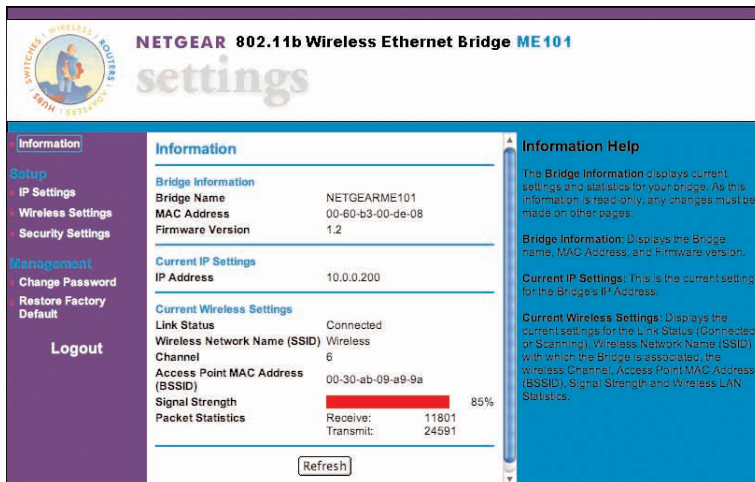 WIRELESS ROUTERS ADAPTERS HUBS SWITCHES
NETGEAR 802.11b Wireless Ethernet Bridge ME101
settings
Information
Setup
IP Settings
Wireless Settings
Security Settings
Management
Change Password
Restore Factory
Default
Logout
Information
Bridge Information
Bridge Name NETGEARME101
MAC Address 00-60-b3-00-de-08
Firmware Version 1.2
Current IP Settings
IP Address 10.0.0.200
Current Wireless Settings
Link Status Connected
Wireless Network Name (SSID) Wireless
Channel 6
Access Point MAC Address
(BSSID) 00-30-ab-09-a9-9a
Signal Strength 85%
Packet Statistics Receive: 11801
Transmit: 24591
Refresh
Information Help
The Bridge Information displays current
settings and statistics for your bridge. As this
information is read-only, any changes must be
made on other pages.
Bridge Information: Displays the Bridge
name, MAC Address, and Firmware version.
Current IP Settings: This is the current setting
for the Bridge's IP Address.
Current Wireless Settings: Displays the
current settings for the Link Status (Connected
or Scanning), Wireless Network Name (SSID)
with which the Bridge is associated, the
wireless Channel, Access Point MAC Address
(BSSID), Signal Strength and Wireless LAN
Statistics.